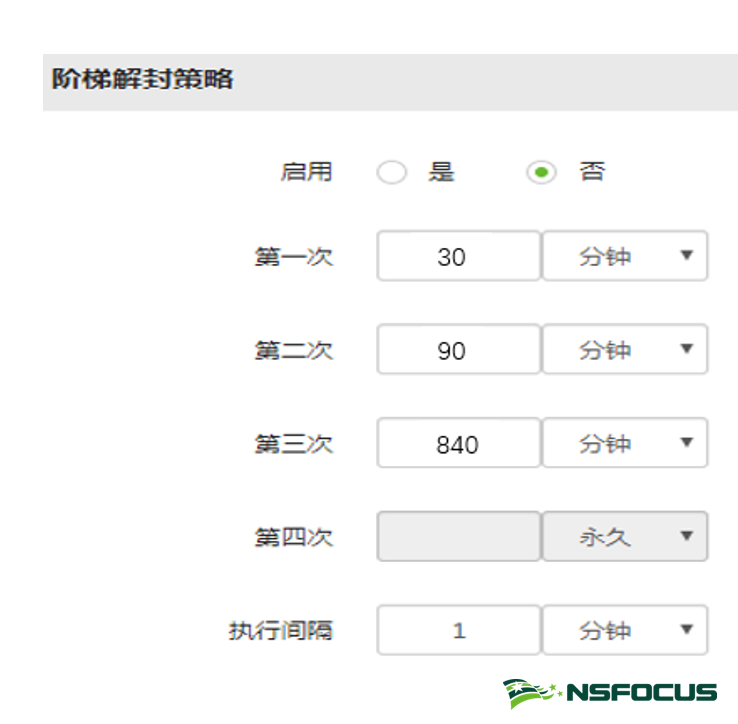 阶梯解封策略
启用 是 否
第一次 30 分钟
第二次 90 分钟
第三次 840 分钟
第四次 永久
执行间隔 1 分钟
NSFOCUS